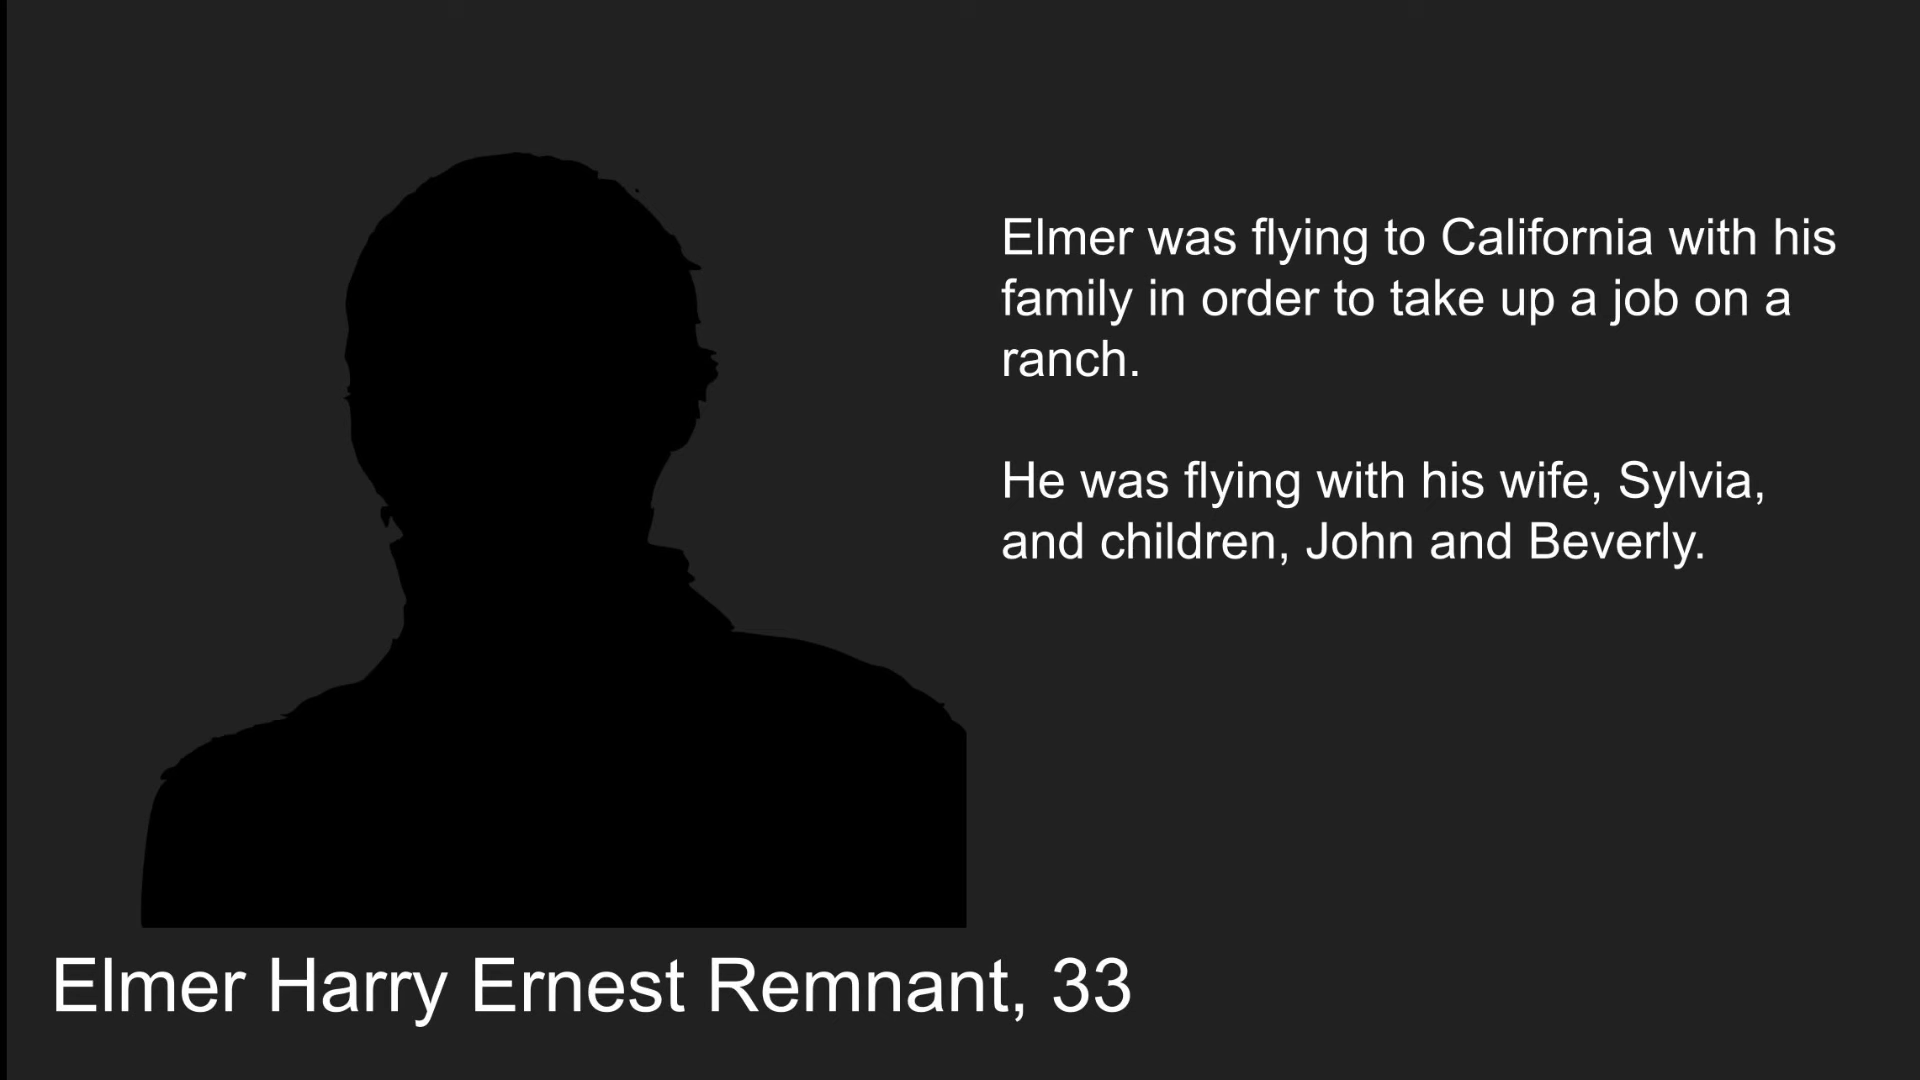 Elmer was flying to California with his
family in order to take up a job on a
ranch.
He was flying with his wife, Sylvia,
and children, John and Beverly.
Elmer Harry Ernest Remnant, 33